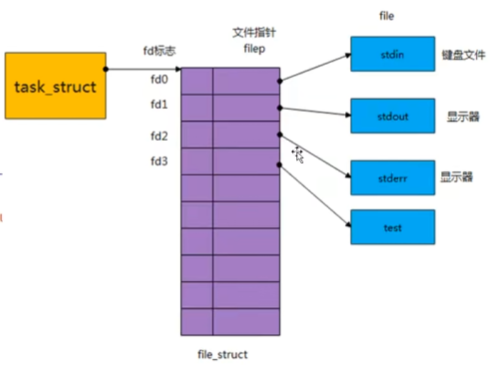 file
文件指针
filep
fd标志
task_struct
fd0
fd1
fd2
fd3
stdin
键盘文件
stdout
显示器
stderr
显示器
test
file_struct